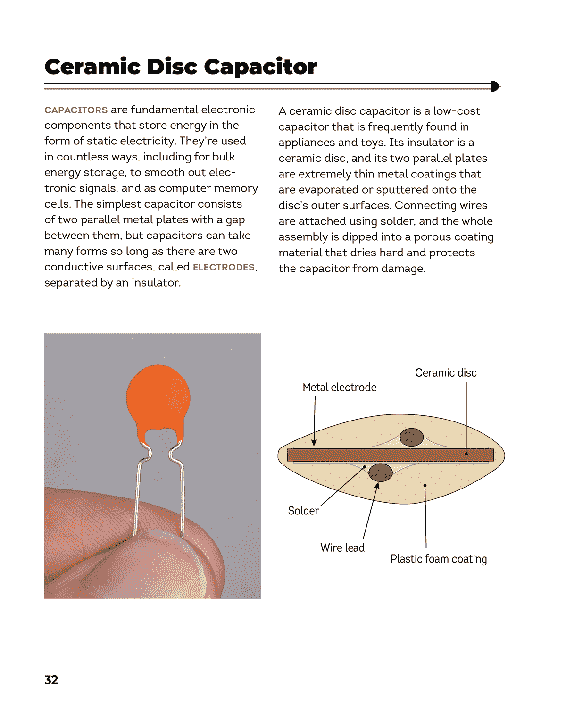 Ceramic Disc Capacitor
CAPACITORS are fundamental electronic
components that store energy in the
form of static electricity. They're used
in countless ways, including for bulk
energy storage, to smooth out elec-
tronic signals, and as computer memory
cells. The simplest capacitor consists
of two parallel metal plates with a gap
between them, but capacitors can take
many forms so long as there are two
conductive surfaces, called ELECTRODES,
separated by an insulator.
A ceramic disc capacitor is a low-cost
capacitor that is frequently found in
appliances and toys. Its insulator is a
ceramic disc, and its two parallel plates
are extremely thin metal coatings that
are evaporated or sputtered onto the
disc's outer surfaces. Connecting wires
are attached using solder, and the whole
assembly is dipped into a porous coating
material that dries hard and protects
the capacitor from damage.
Ceramic disc
Metal electrode
Solder
Wire lead
Plastic foam coating
32